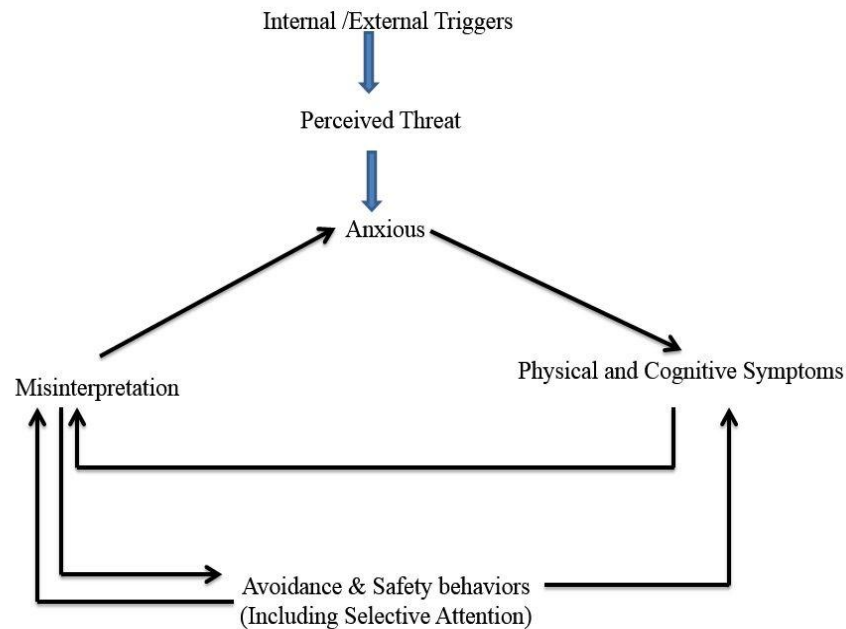 Internal /External Triggers
Perceived Threat
Anxious
Physical and Cognitive Symptoms
Misinterpretation
Avoidance & Safety behaviors
(Including Selective Attention)